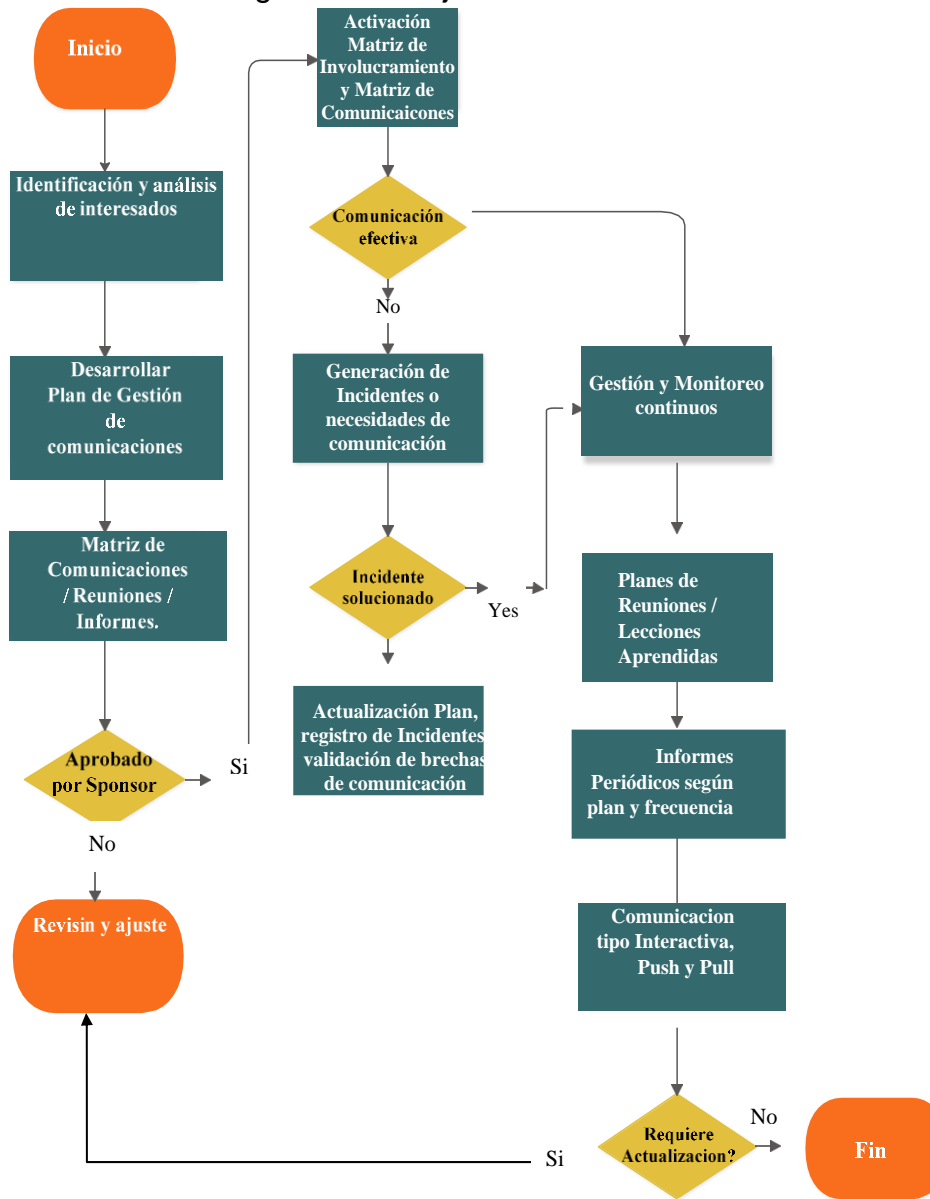 Inicio
Identificación y análisis
de interesados
Desarrollar
Plan de Gestión
de
comunicaciones
Matriz de
Comunicaciones
/ Reuniones /
Informes.
Aprobado
por Sponsor
Si
No
Revisin y ajuste
Activación
Matriz de
Involucramiento
y Matriz de
Comunicaicones
Comunicación
efectiva
No
Generación de
Incidentes o
necesidades de
comunicación
Incidente
solucionado
Yes
Actualización Plan,
registro de Incidentes
validación de brechas
de comunicación
Gestión y Monitoreo
continuos
Planes de
Reuniones /
Lecciones
Aprendidas
Informes
Periódicos según
plan y frecuencia
Comunicacion
tipo Interactiva,
Push y Pull
Requiere
Actualizacion?
No
Si
Fin